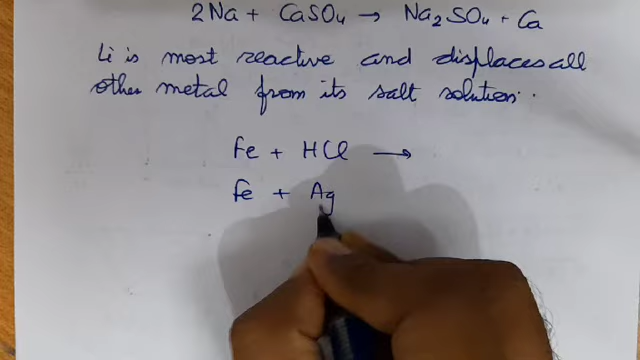 2Na + CaSO₄ → Na₂SO₄ + Ca
Li is most reactive and displaces all
other metal from its salt solution.
Fe + HCl →
Fe + Ag